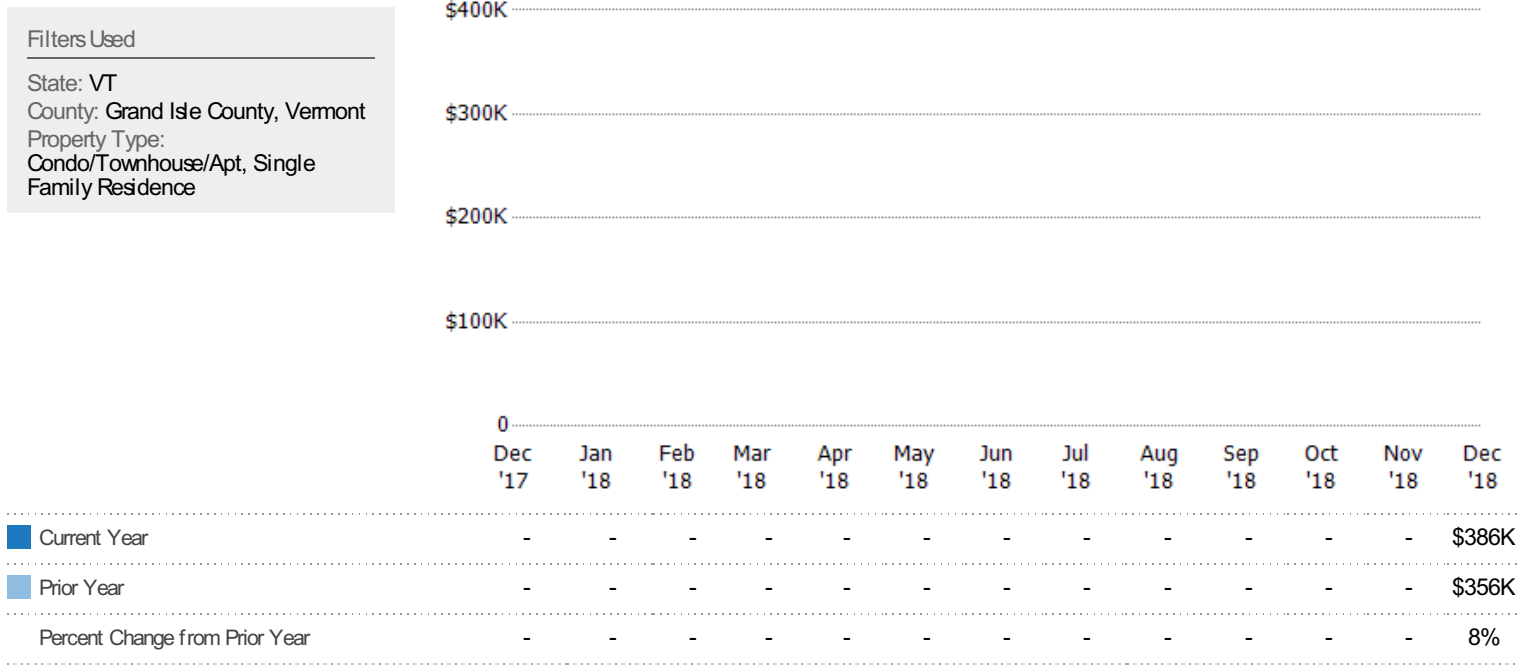 Filters Used
State: VT
County: Grand Isle County, Vermont
Property Type:
Condo/Townhouse/Apt, Single
Family Residence
$400K
$300K
$200K
$100K
0
Dec Jan Feb Mar Apr May Jun Jul Aug Sep Oct Nov Dec
'17 '18 '18 '18 '18 '18 '18 '18 '18 '18 '18 '18 '18
Current Year - - - - - - - - - - - - $386K
Prior Year - - - - - - - - - - - - $356K
Percent Change from Prior Year - - - - - - - - - - - - 8%